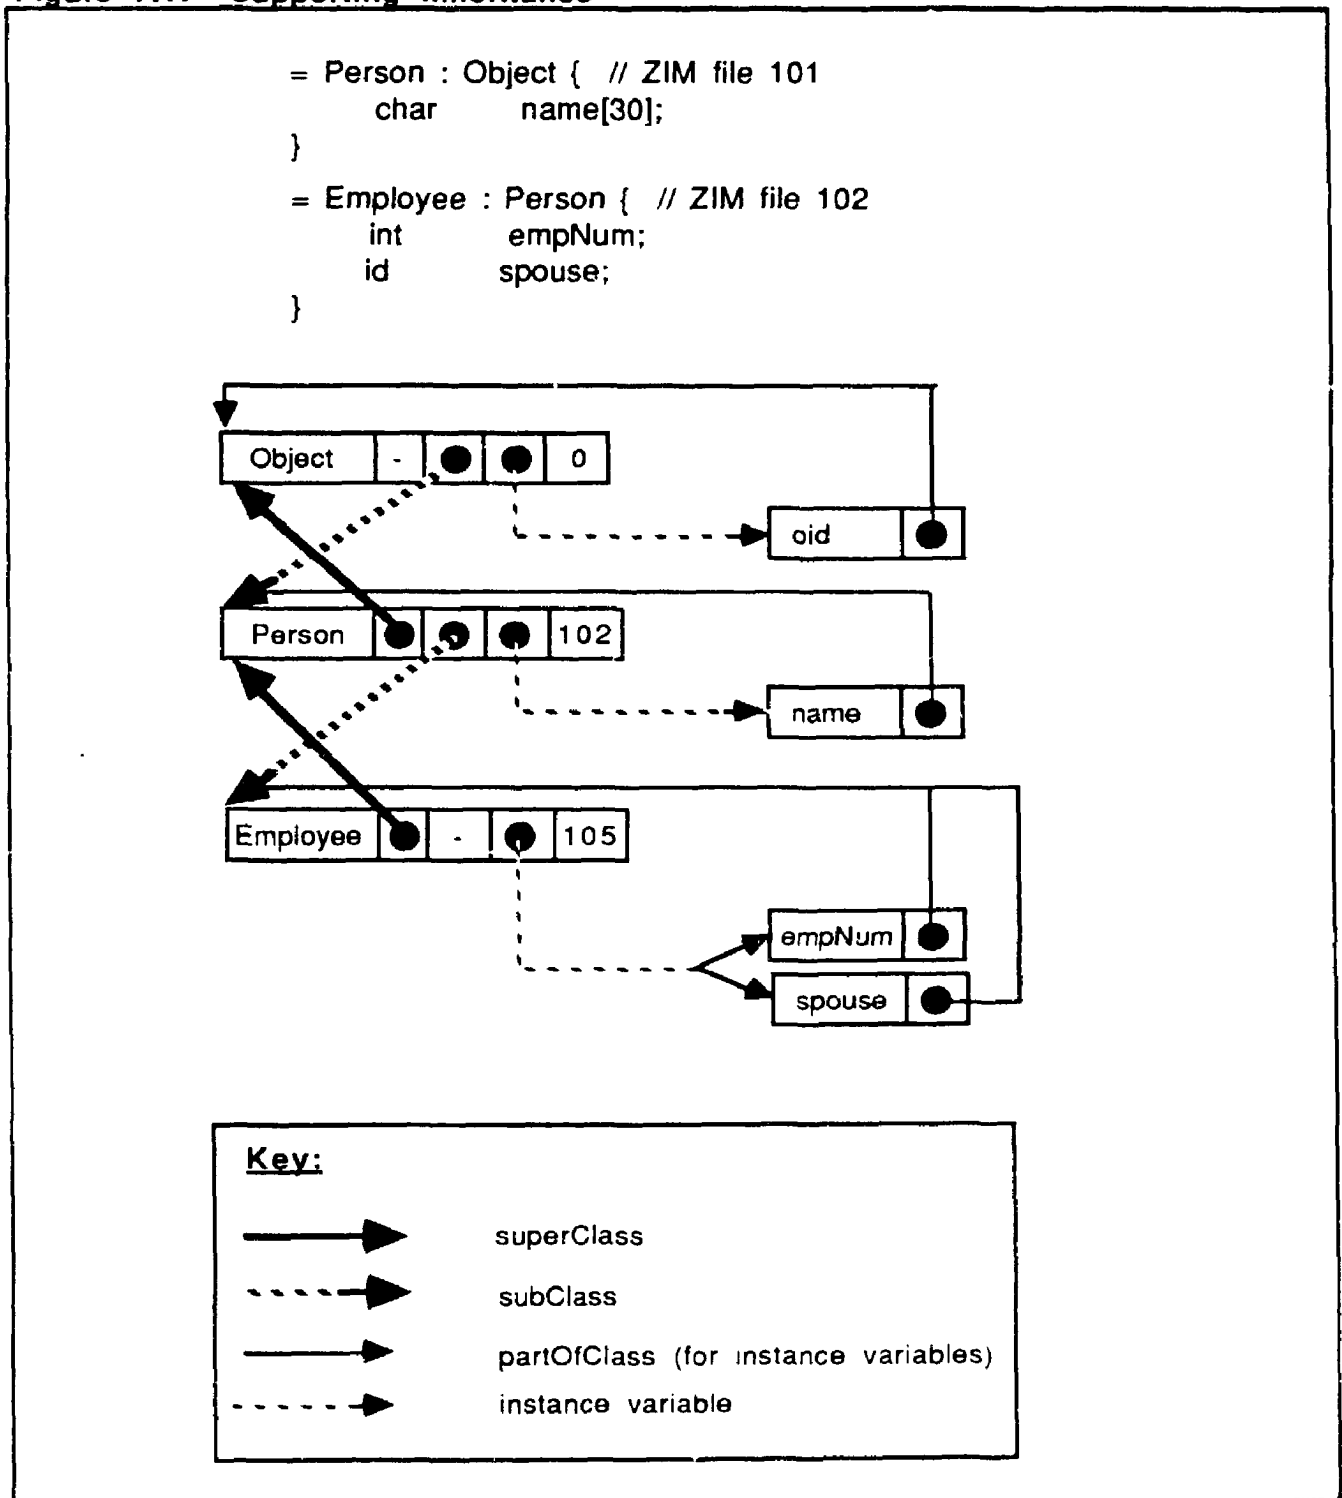 = Person : Object { // ZIM file 101
char name[30];
}
= Employee : Person { // ZIM file 102
int empNum;
id spouse;
}
Object - 0
oid
Person 102
name
Employee - 105
empNum
spouse
Key:
superClass
subClass
partOfClass (for instance variables)
instance variable